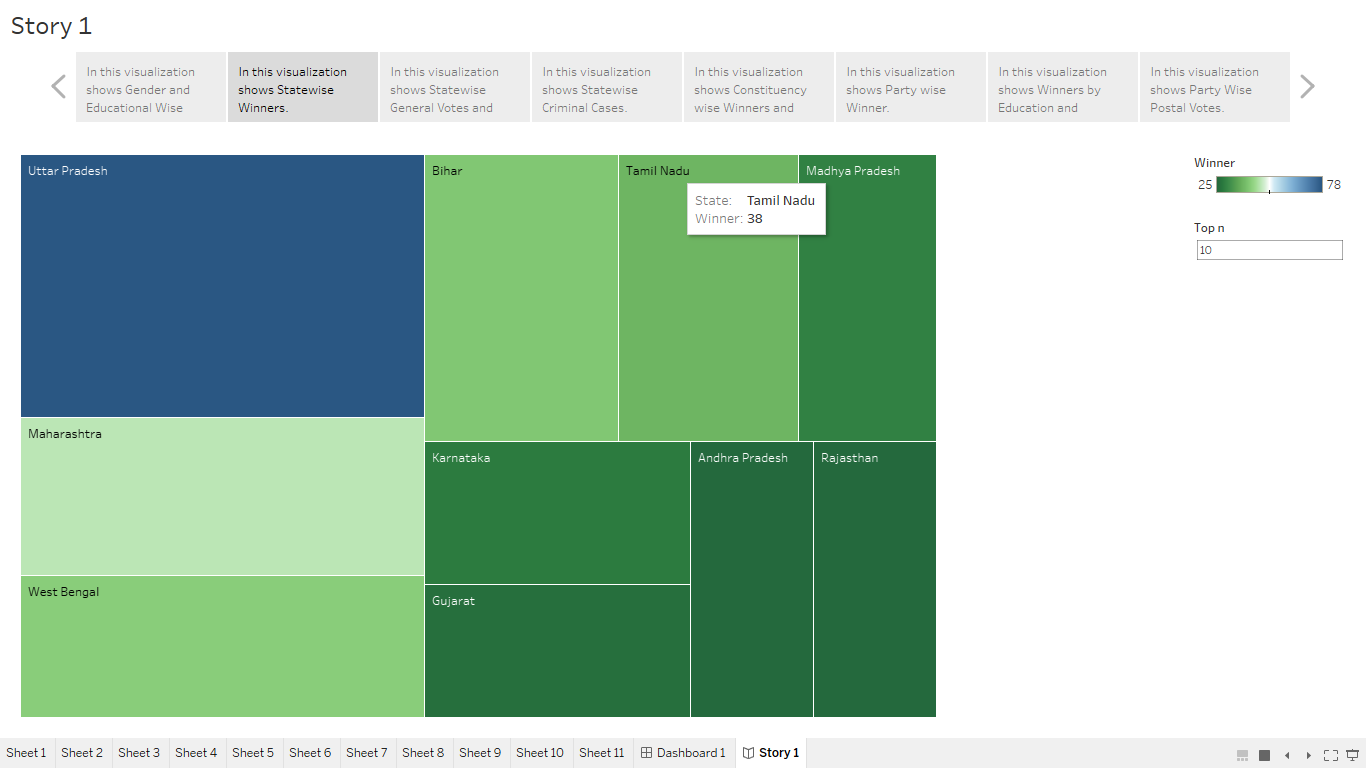 Story 1
In this visualization
shows Gender and
Educational Wise
In this visualization
shows Statewise
Winners.
In this visualization
shows Statewise
General Votes and
In this visualization
shows Statewise
Criminal Cases.
In this visualization
shows Constituency
wise Winners and
In this visualization
shows Party wise
Winner.
In this visualization
shows Winners by
Education and
In this visualization
shows Party Wise
Postal Votes.
Uttar Pradesh
Bihar
Tamil Nadu
Madhya Pradesh
State: Tamil Nadu
Winner: 38
Maharashtra
Karnataka
Andhra Pradesh
Rajasthan
West Bengal
Gujarat
Winner
25 78
Top n
10
Sheet 1 Sheet 2 Sheet 3 Sheet 4 Sheet 5 Sheet 6 Sheet 7 Sheet 8 Sheet 9 Sheet 10 Sheet 11 Dashboard 1 Story 1